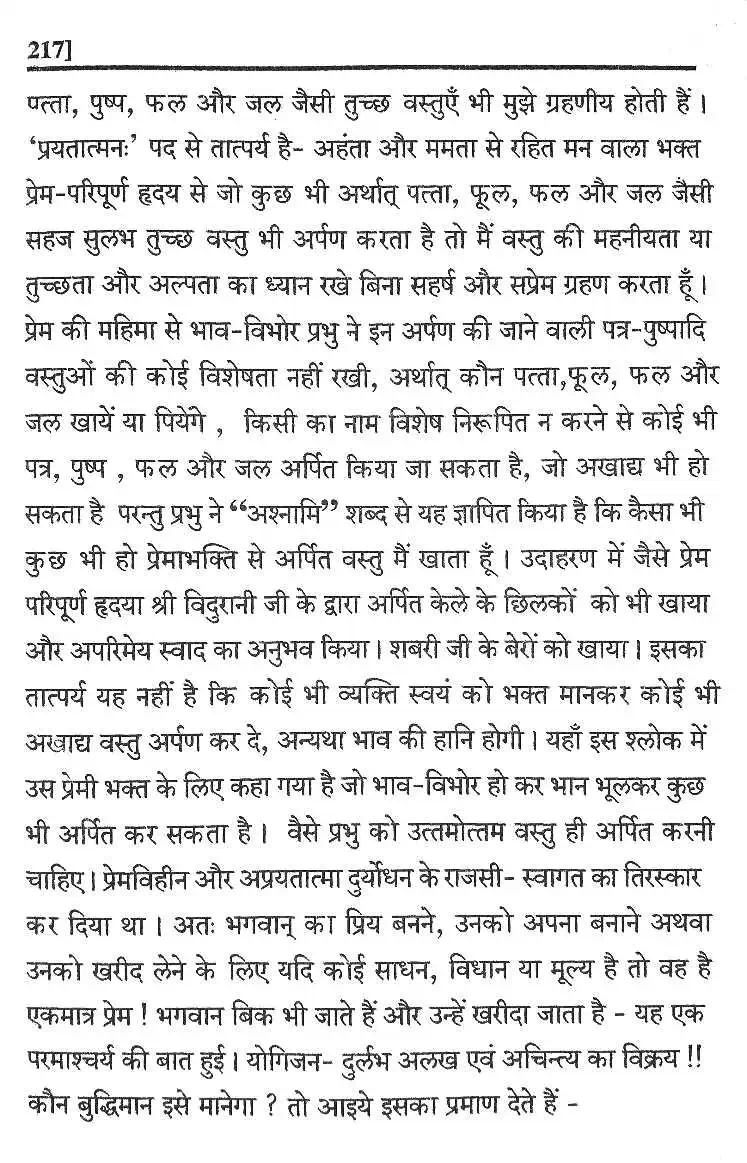 217]
पत्ता, पुष्प, फल और जल जैसी तुच्छ वस्तुएँ भी मुझे ग्रहणीय होती हैं।
‘प्रयतात्मनः’ पद से तात्पर्य है- अहंता और ममता से रहित मन वाला भक्त
प्रेम-परिपूर्ण हृदय से जो कुछ भी अर्थात् पत्ता, फूल, फल और जल जैसी
सहज सुलभ तुच्छ वस्तु भी अर्पण करता है तो मैं वस्तु की महनीयता या
तुच्छता और अल्पता का ध्यान रखे बिना सहर्ष और सप्रेम ग्रहण करता हूँ।
प्रेम की महिमा से भाव-विभोर प्रभु ने इन अर्पण की जाने वाली पत्र-पुष्पादि
वस्तुओं की कोई विशेषता नहीं रखी, अर्थात् कौन पत्ता,फूल, फल और
जल खायें या पियेंगे , किसी का नाम विशेष निरूपित न करने से कोई भी
पत्र, पुष्प , फल और जल अर्पित किया जा सकता है, जो अखाद्य भी हो
सकता है परन्तु प्रभु ने “अश्नामि” शब्द से यह ज्ञापित किया है कि कैसा भी
कुछ भी हो प्रेमाभक्ति से अर्पित वस्तु मैं खाता हूँ। उदाहरण में जैसे प्रेम
परिपूर्ण हृदया श्री विदुरानी जी के द्वारा अर्पित केले के छिलकों को भी खाया
और अपरिमेय स्वाद का अनुभव किया। शबरी जी के बेरों को खाया। इसका
तात्पर्य यह नहीं है कि कोई भी व्यक्ति स्वयं को भक्त मानकर कोई भी
अखाद्य वस्तु अर्पण कर दे, अन्यथा भाव की हानि होगी। यहाँ इस श्लोक में
उस प्रेमी भक्त के लिए कहा गया है जो भाव-विभोर हो कर भान भूलकर कुछ
भी अर्पित कर सकता है। वैसे प्रभु को उत्तमोत्तम वस्तु ही अर्पित करनी
चाहिए। प्रेमविहीन और अप्रयतात्मा दुर्योधन के राजसी- स्वागत का तिरस्कार
कर दिया था। अतः भगवान् का प्रिय बनने, उनको अपना बनाने अथवा
उनको खरीद लेने के लिए यदि कोई साधन, विधान या मूल्य है तो वह है
एकमात्र प्रेम! भगवान बिक भी जाते हैं और उन्हें खरीदा जाता है - यह एक
परमाश्चर्य की बात हुई। योगिजन- दुर्लभ अलख एवं अचिन्त्य का विक्रय!!
कौन बुद्धिमान इसे मानेगा ? तो आइये इसका प्रमाण देते हैं -